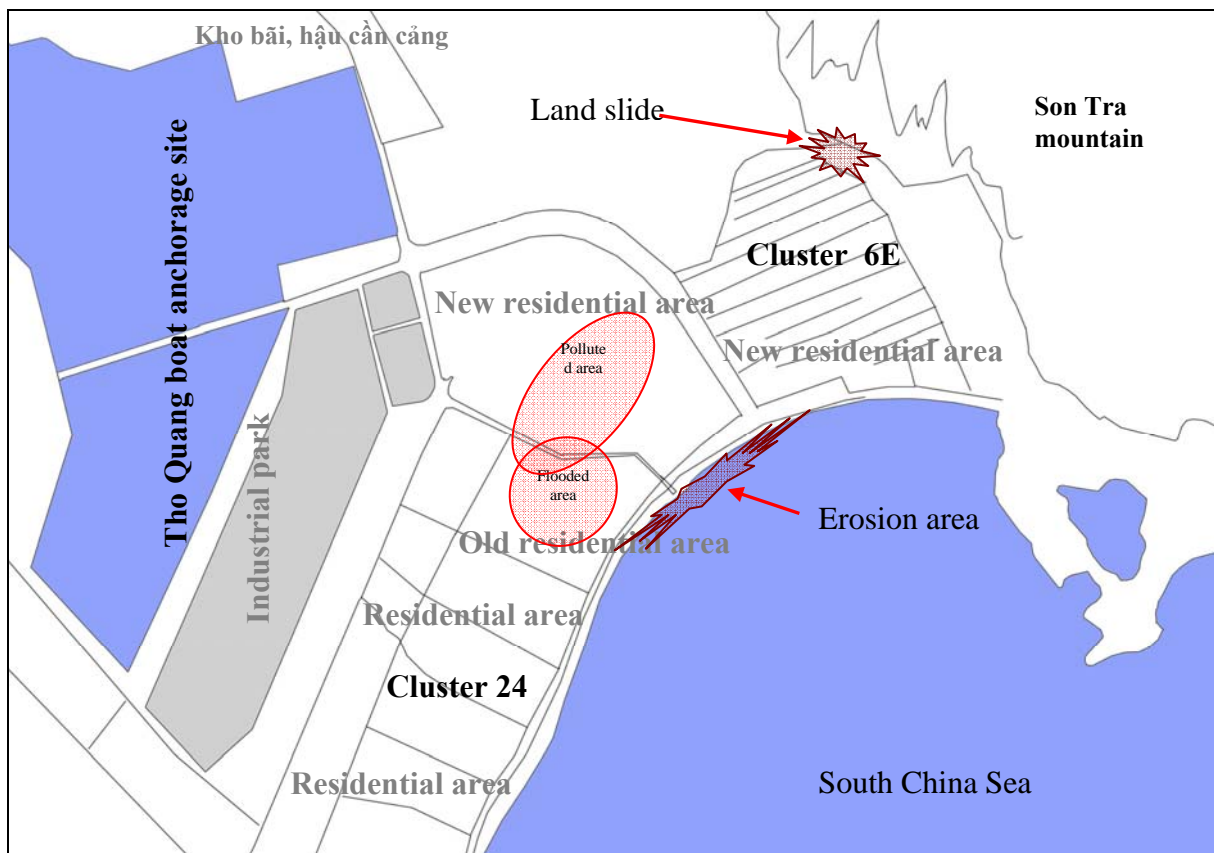 Kho bãi, hậu cần cảng
Land slide
Son Tra
mountain
Tho Quang boat anchorage site
Cluster 6E
New residential area
New residential area
Pollute
d area
Industrial park
Flooded
area
Erosion area
Old residential area
Residential area
Cluster 24
Residential area
South China Sea